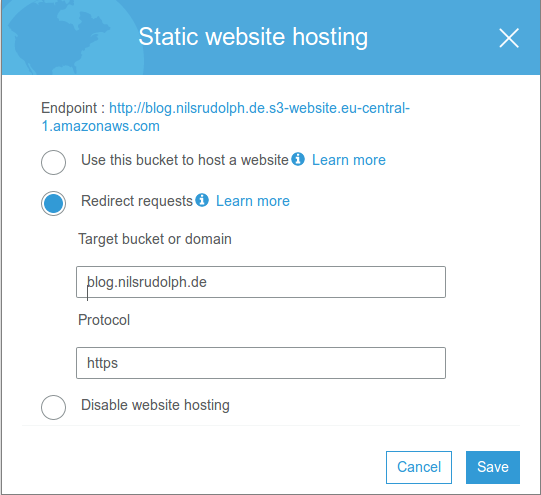 Static website hosting
Endpoint : http://blog.nilsrudolph.de.s3-website.eu-central-
1.amazonaws.com
Use this bucket to host a website Learn more
Redirect requests Learn more
Target bucket or domain
blog.nilsrudolph.de
Protocol
https
Disable website hosting
Cancel Save